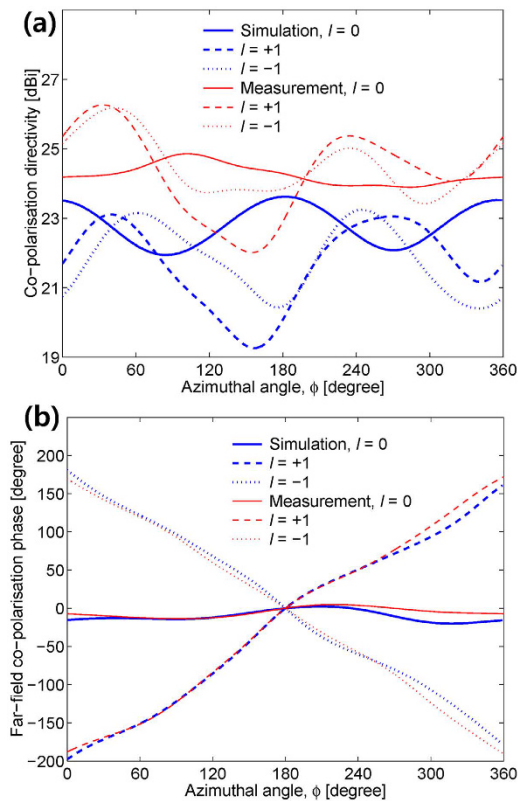 (a)
Simulation, l = 0
l = +1
l = −1
Measurement, l = 0
l = +1
l = −1
Co-polarisation directivity [dBi]
27
25
23
21
19
0
60
120
180
240
300
360
Azimuthal angle, ϕ [degree]
(b)
Simulation, l = 0
l = +1
l = −1
Measurement, l = 0
l = +1
l = −1
Far-field co-polarisation phase [degree]
200
150
100
50
0
−50
−100
−150
−200
0
60
120
180
240
300
360
Azimuthal angle, ϕ [degree]